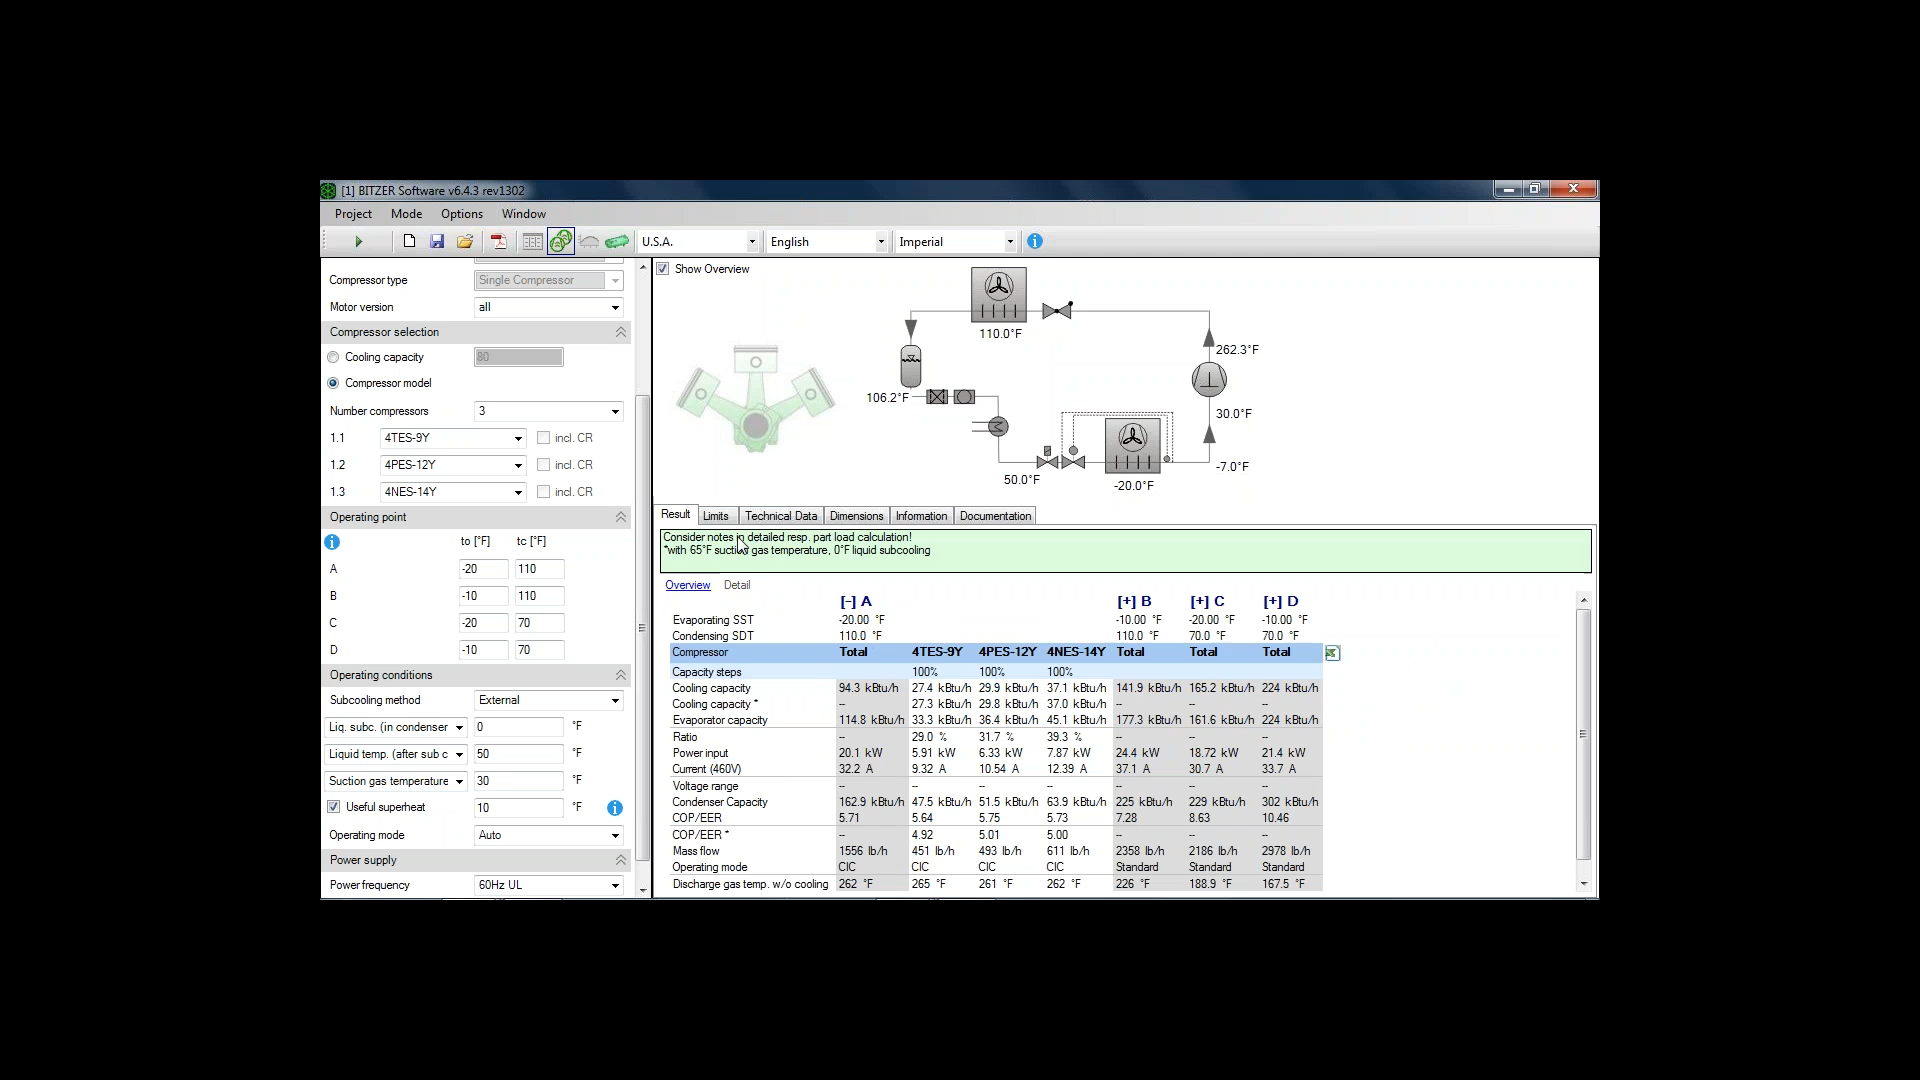 [1] BITZER Software v6.4.3 rev1302
Project Mode Options Window
U.S.A. English Imperial
Compressor type Single Compressor
Motor version all
Compressor selection
Cooling capacity 80
Compressor model
Number compressors 3
1.1 4TES-9Y incl. CR
1.2 4PES-12Y incl. CR
1.3 4NES-14Y incl. CR
Operating point
to [°F] tc [°F]
A -20 110
B -10 110
C -20 70
D -10 70
Operating conditions
Subcooling method External
Liq. subc. (in condenser 0 °F
Liquid temp. (after sub c 50 °F
Suction gas temperature 30 °F
Useful superheat 10 °F
Operating mode Auto
Power supply
Power frequency 60Hz UL
Show Overview
110.0°F
262.3°F
106.2°F
30.0°F
-7.0°F
50.0°F
-20.0°F
Result Limits Technical Data Dimensions Information Documentation
Consider notes in detailed resp. part load calculation!
*with 65°F suction gas temperature, 0°F liquid subcooling
Overview Detail
[-] A [+] B [+] C [+] D
Evaporating SST -20.00 °F -10.00 °F -20.00 °F -10.00 °F
Condensing SDT 110.0 °F 110.0 °F 70.0 °F 70.0 °F
Compressor Total 4TES-9Y 4PES-12Y 4NES-14Y Total Total Total
Capacity steps 100% 100% 100%
Cooling capacity 94.3 kBtu/h 27.4 kBtu/h 29.9 kBtu/h 37.1 kBtu/h 141.9 kBtu/h 165.2 kBtu/h 224 kBtu/h
Cooling capacity * -- 27.3 kBtu/h 29.8 kBtu/h 37.0 kBtu/h -- -- --
Evaporator capacity 114.8 kBtu/h 33.3 kBtu/h 36.4 kBtu/h 45.1 kBtu/h 177.3 kBtu/h 161.6 kBtu/h 224 kBtu/h
Ratio -- 29.0 % 31.7 % 39.3 % -- -- --
Power input 20.1 kW 5.91 kW 6.33 kW 7.87 kW 24.4 kW 18.72 kW 21.4 kW
Current (460V) 32.2 A 9.32 A 10.54 A 12.39 A 37.1 A 30.7 A 33.7 A
Voltage range -- -- -- -- -- -- --
Condenser Capacity 162.9 kBtu/h 47.5 kBtu/h 51.5 kBtu/h 63.9 kBtu/h 225 kBtu/h 229 kBtu/h 302 kBtu/h
COP/EER 5.71 5.64 5.75 5.73 7.28 8.63 10.46
COP/EER * -- 4.92 5.01 5.00 -- -- --
Mass flow 1556 lb/h 451 lb/h 493 lb/h 611 lb/h 2358 lb/h 2186 lb/h 2978 lb/h
Operating mode CIC CIC CIC CIC Standard Standard Standard
Discharge gas temp. w/o cooling 262 °F 265 °F 261 °F 262 °F 226 °F 188.9 °F 167.5 °F